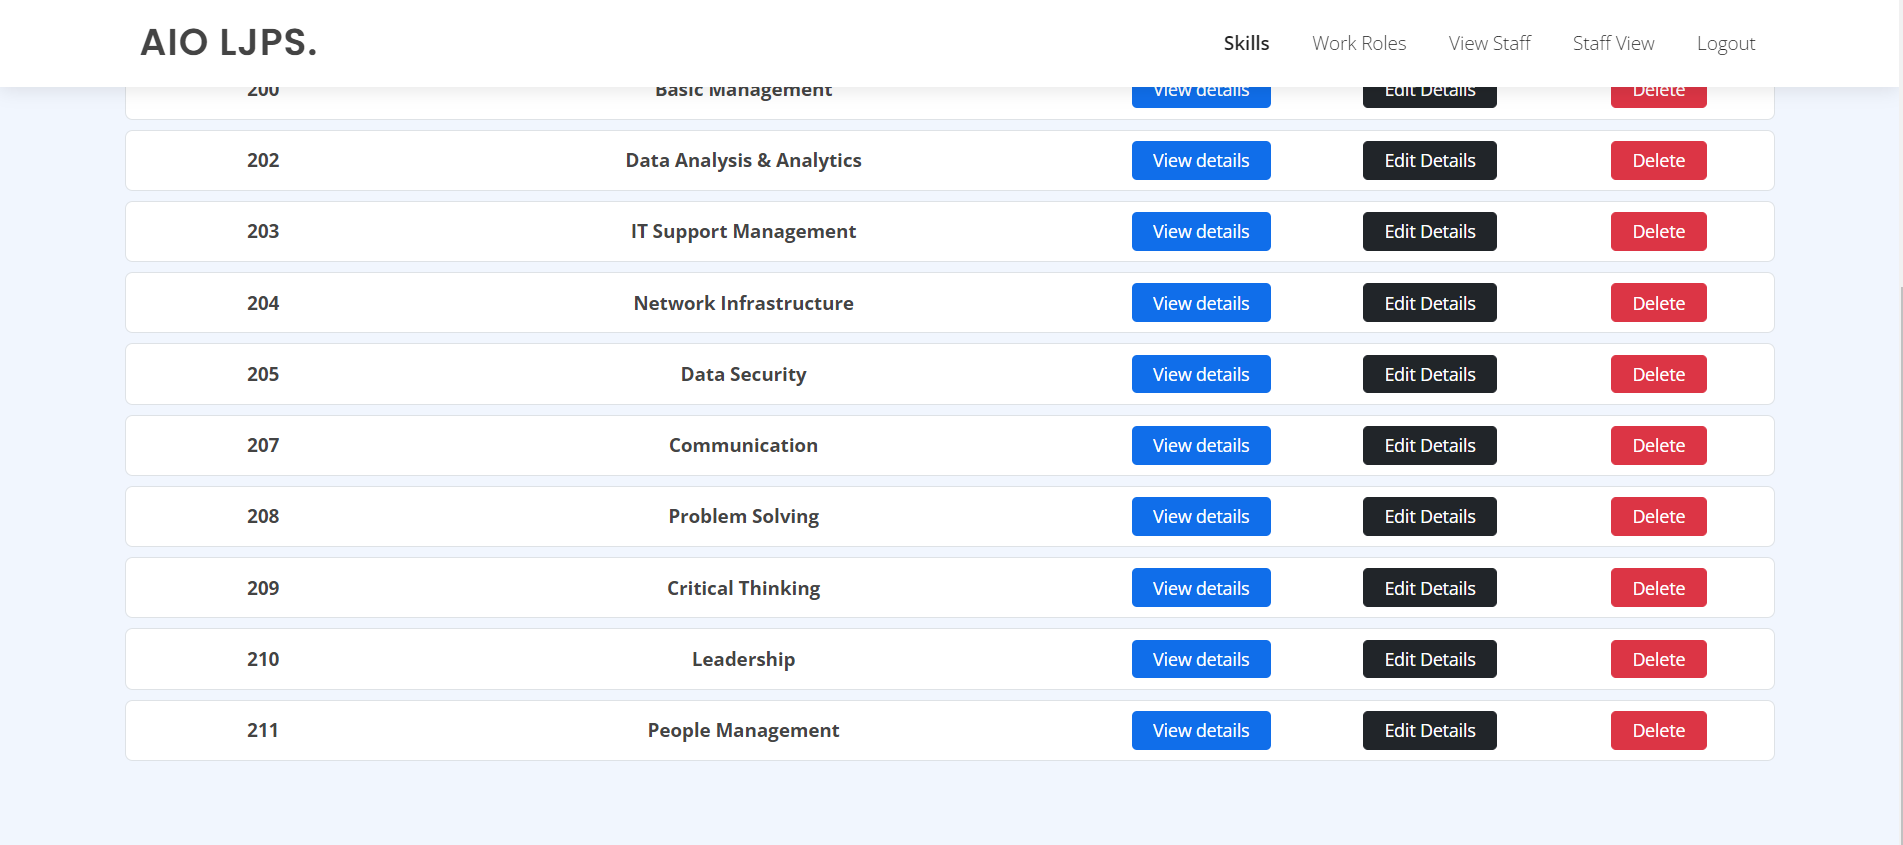 AIO LJPS. Skills Work Roles View Staff Staff View Logout
200 Basic Management View details Edit Details Delete
202 Data Analysis & Analytics View details Edit Details Delete
203 IT Support Management View details Edit Details Delete
204 Network Infrastructure View details Edit Details Delete
205 Data Security View details Edit Details Delete
207 Communication View details Edit Details Delete
208 Problem Solving View details Edit Details Delete
209 Critical Thinking View details Edit Details Delete
210 Leadership View details Edit Details Delete
211 People Management View details Edit Details Delete